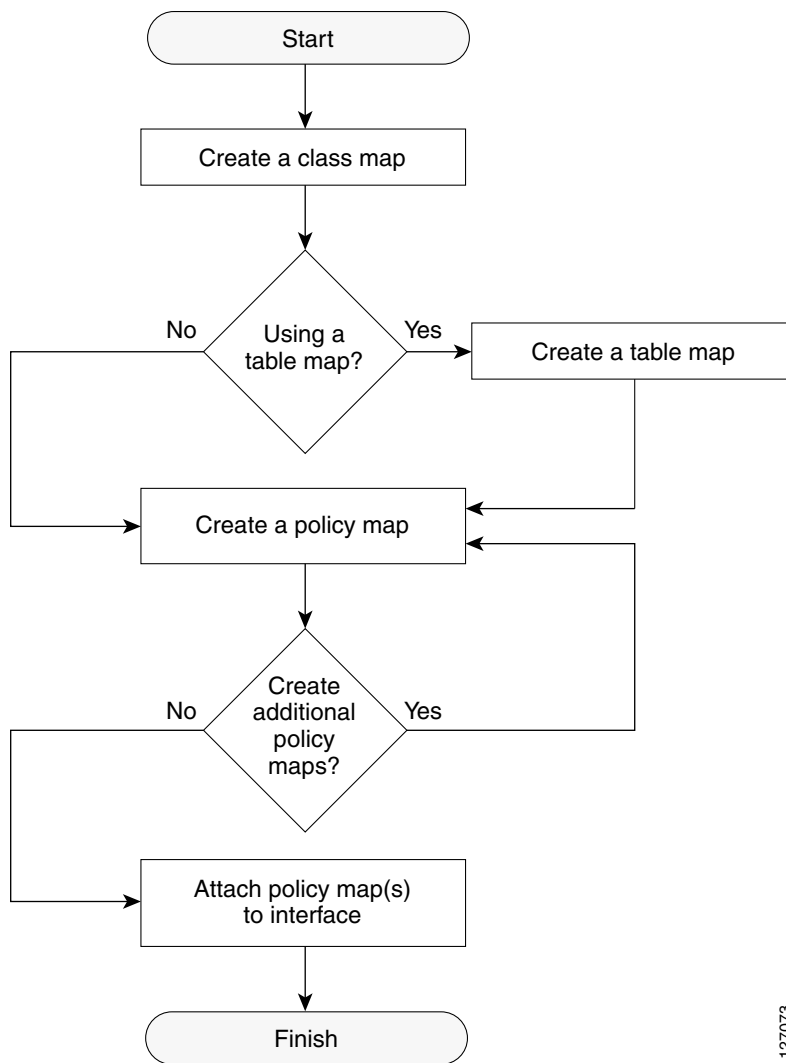 Start
Create a class map
No
Using a
table map?
Yes
Create a table map
Create a policy map
No
Create
additional
policy
maps?
Yes
Attach policy map(s)
to interface
Finish
127073